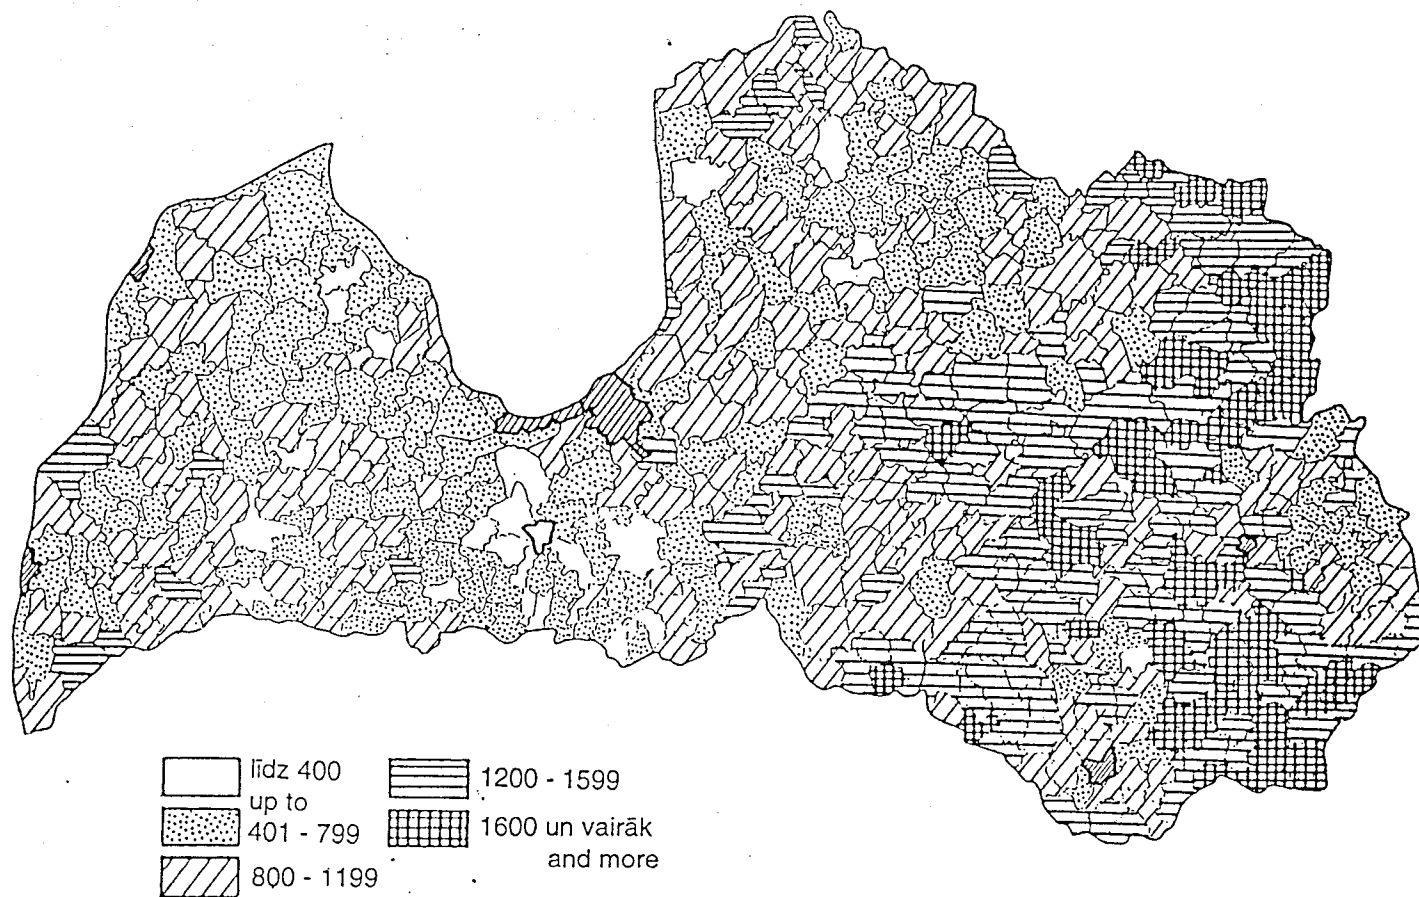 līdz 400
up to
401 - 799
800 - 1199
1200 - 1599
1600 un vairāk
and more